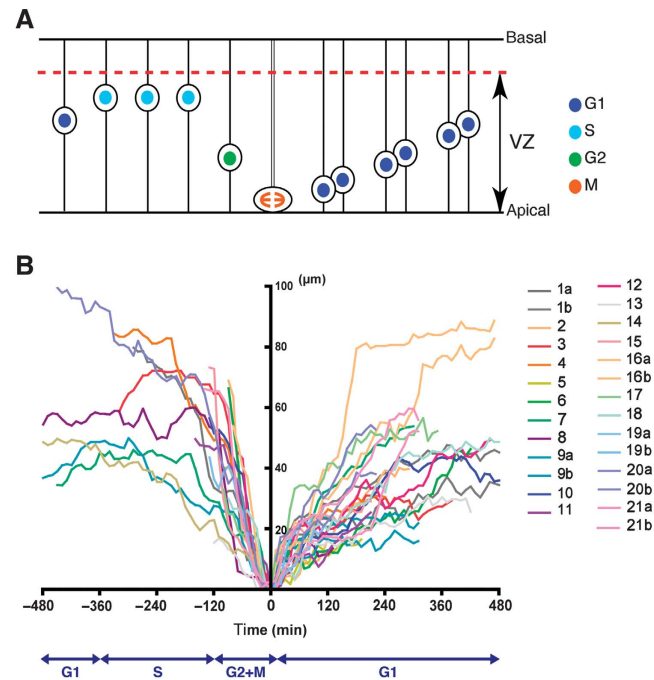 A
Basal
G1
S
G2
M
VZ
Apical
B
100 (μm)
80
60
40
20
−480 −360 −240 −120 0 120 240 360 480
Time (min)
G1 S G2+M G1
1a
1b
2
3
4
5
6
7
8
9a
9b
10
11
12
13
14
15
16a
16b
17
18
19a
19b
20a
20b
21a
21b